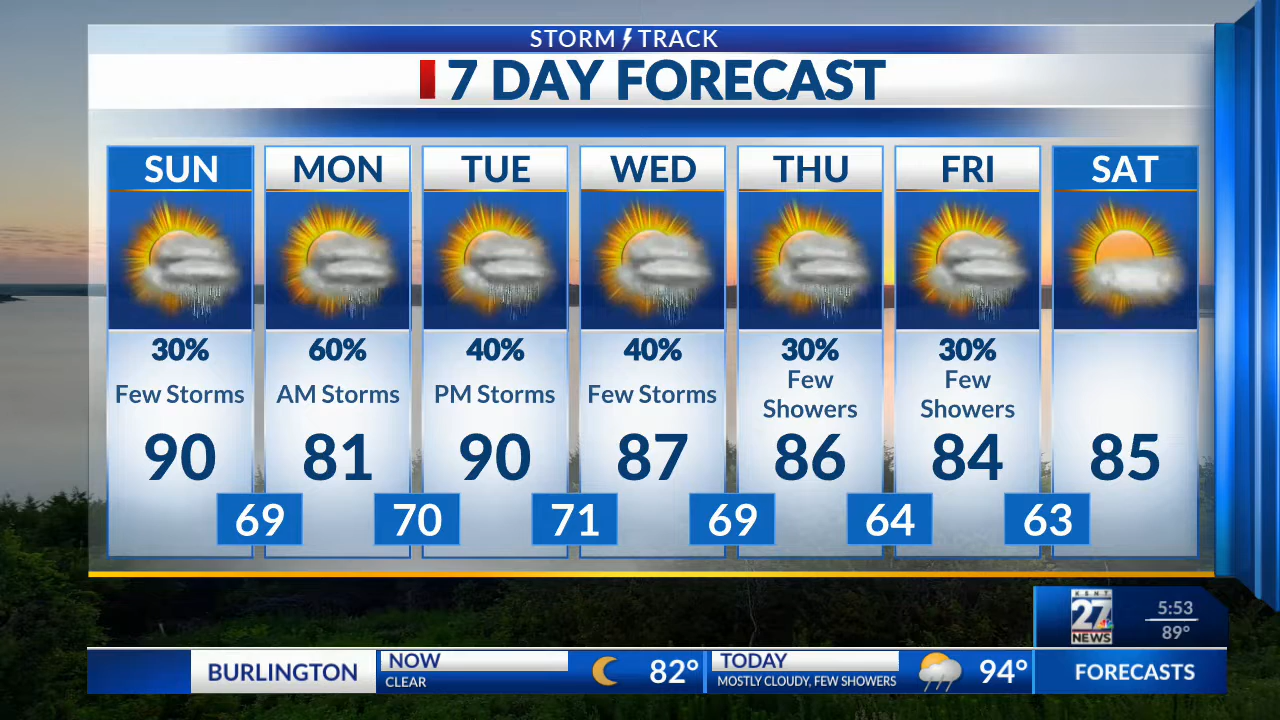 STORM TRACK
7 DAY FORECAST
SUN MON TUE WED THU FRI SAT
30% 60% 40% 40% 30% 30%
Few Storms AM Storms PM Storms Few Storms Few Showers Few Showers
90 81 90 87 86 84 85
69 70 71 69 64 63
KSNT
27
NEWS
5:53
89°
BURLINGTON
NOW
CLEAR
82°
TODAY
MOSTLY CLOUDY, FEW SHOWERS
94°
FORECASTS